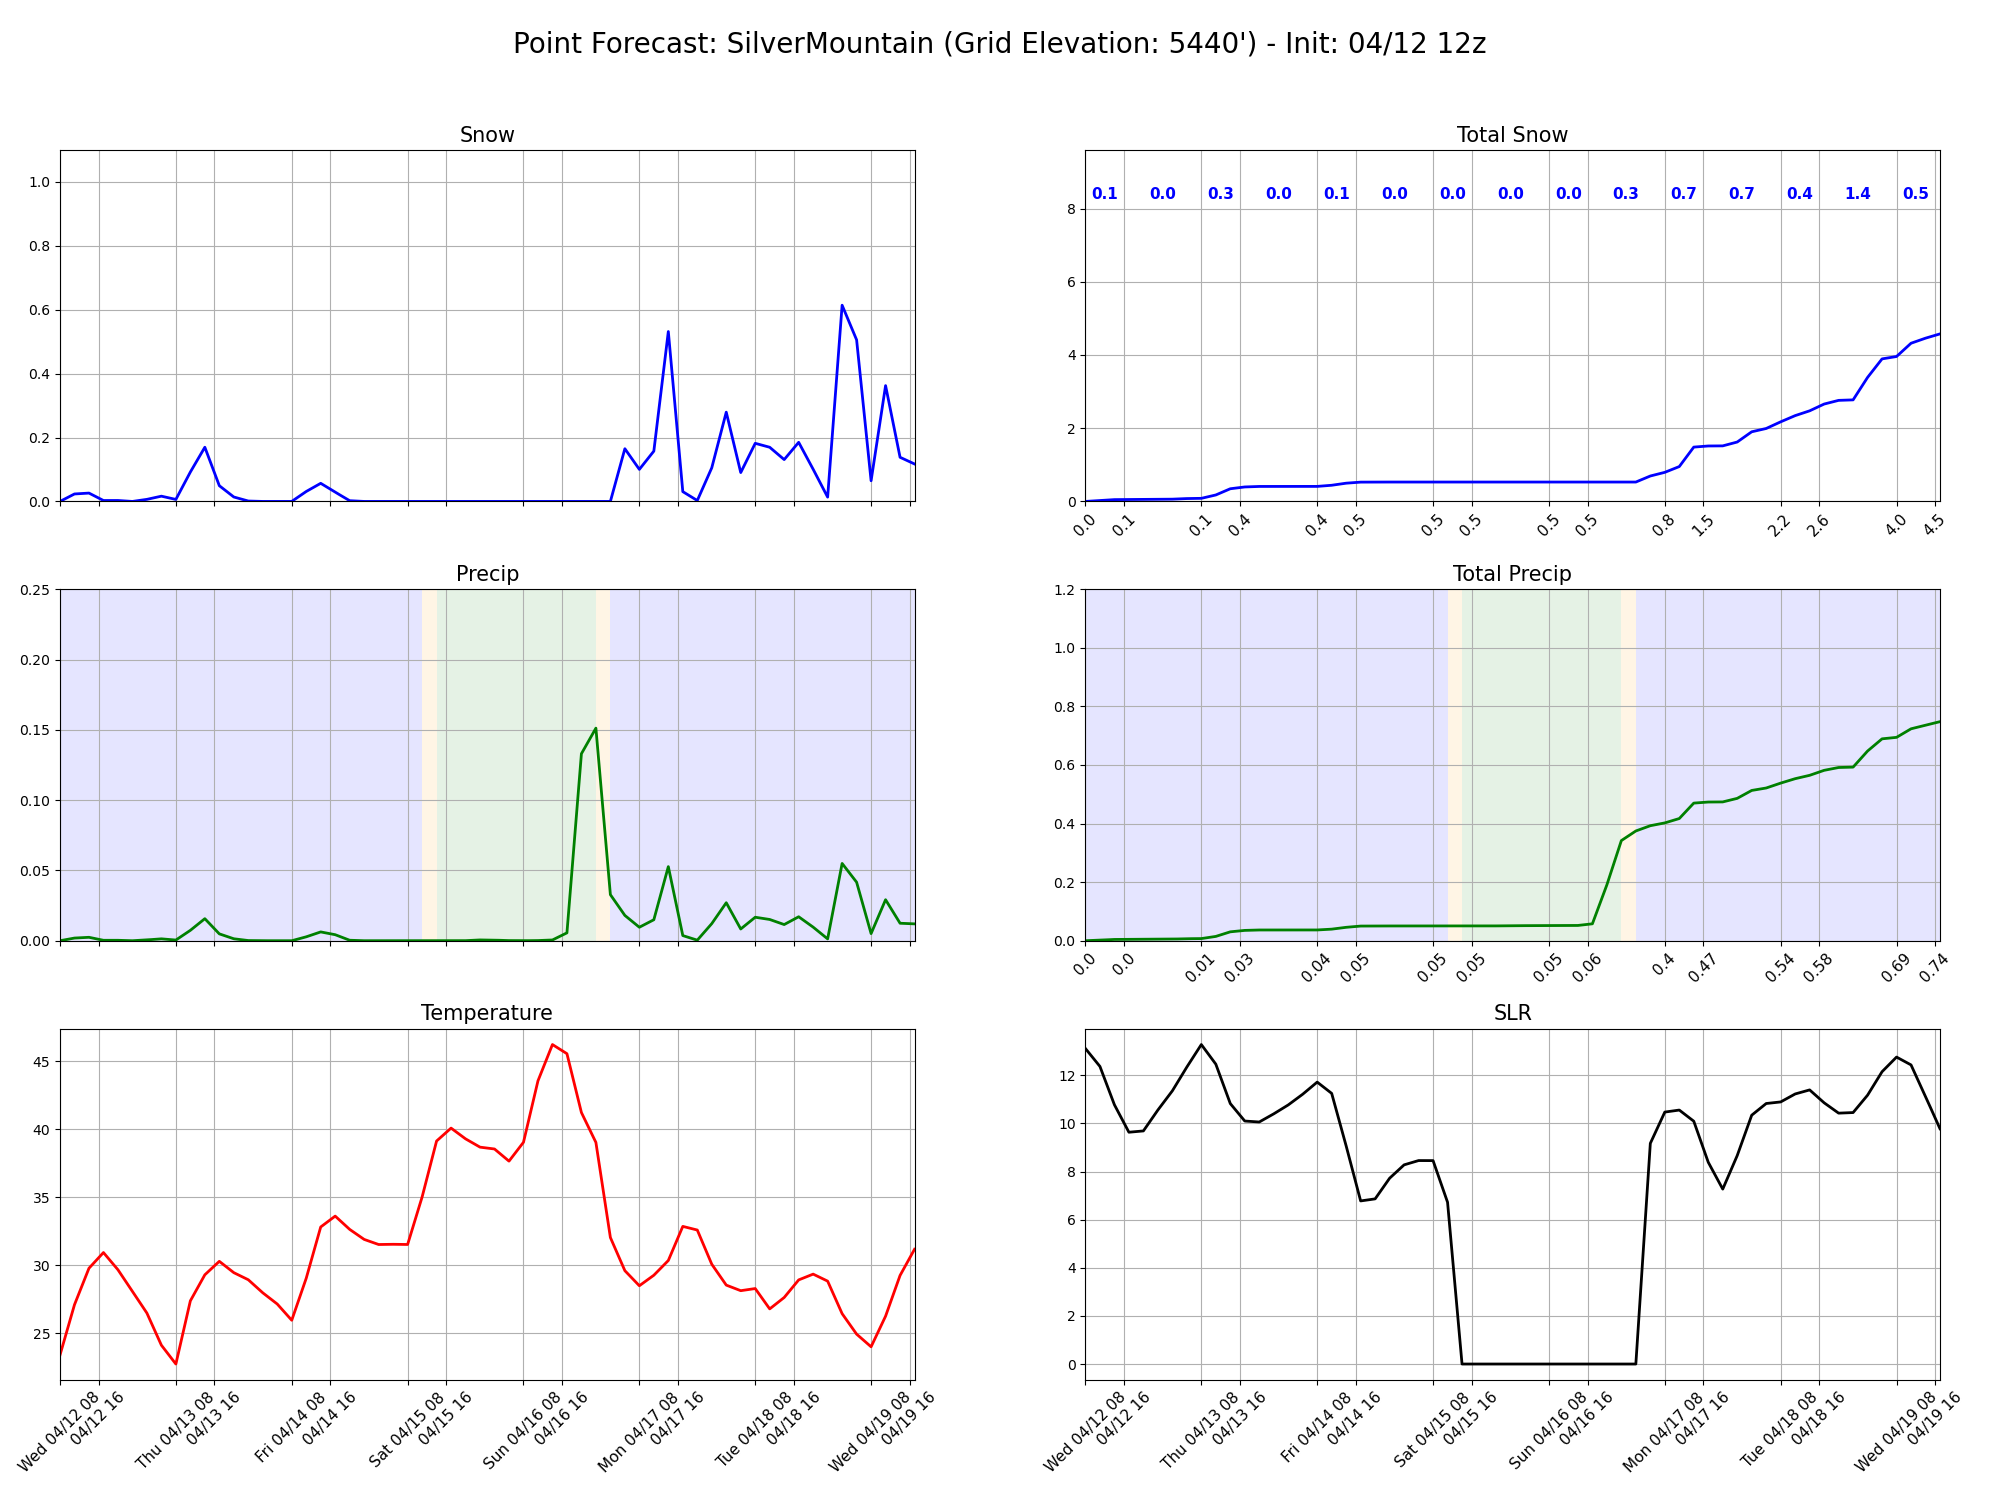 Point Forecast: SilverMountain (Grid Elevation: 5440') - Init: 04/12 12z
Snow
1.0
0.8
0.6
0.4
0.2
0.0
Total Snow
0.1 0.0 0.3 0.0 0.1 0.0 0.0 0.0 0.0 0.3 0.7 0.7 0.4 1.4 0.5
8
6
4
2
0
0.0 0.1 0.1 0.4 0.4 0.5 0.5 0.5 0.5 0.5 0.8 1.5 2.2 2.6 4.0 4.5
Precip
0.25
0.20
0.15
0.10
0.05
0.00
Total Precip
1.2
1.0
0.8
0.6
0.4
0.2
0.0
0.0 0.0 0.01 0.03 0.04 0.05 0.05 0.05 0.05 0.06 0.4 0.47 0.54 0.58 0.69 0.74
Temperature
45
40
35
30
25
Wed 04/12 08
04/12 16
Thu 04/13 08
04/13 16
Fri 04/14 08
04/14 16
Sat 04/15 08
04/15 16
Sun 04/16 08
04/16 16
Mon 04/17 08
04/17 16
Tue 04/18 08
04/18 16
Wed 04/19 08
04/19 16
SLR
12
10
8
6
4
2
0
Wed 04/12 08
04/12 16
Thu 04/13 08
04/13 16
Fri 04/14 08
04/14 16
Sat 04/15 08
04/15 16
Sun 04/16 08
04/16 16
Mon 04/17 08
04/17 16
Tue 04/18 08
04/18 16
Wed 04/19 08
04/19 16